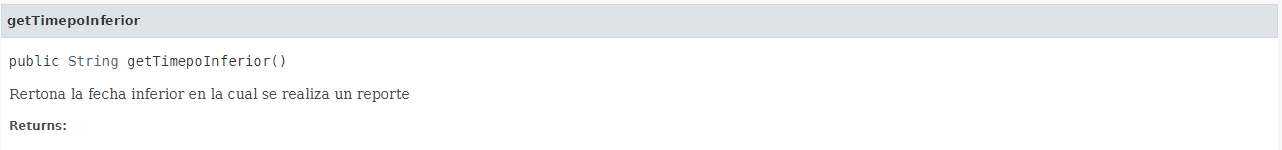 getTimepoInferior
public String getTimepoInferior()
Rertona la fecha inferior en la cual se realiza un reporte
Returns: